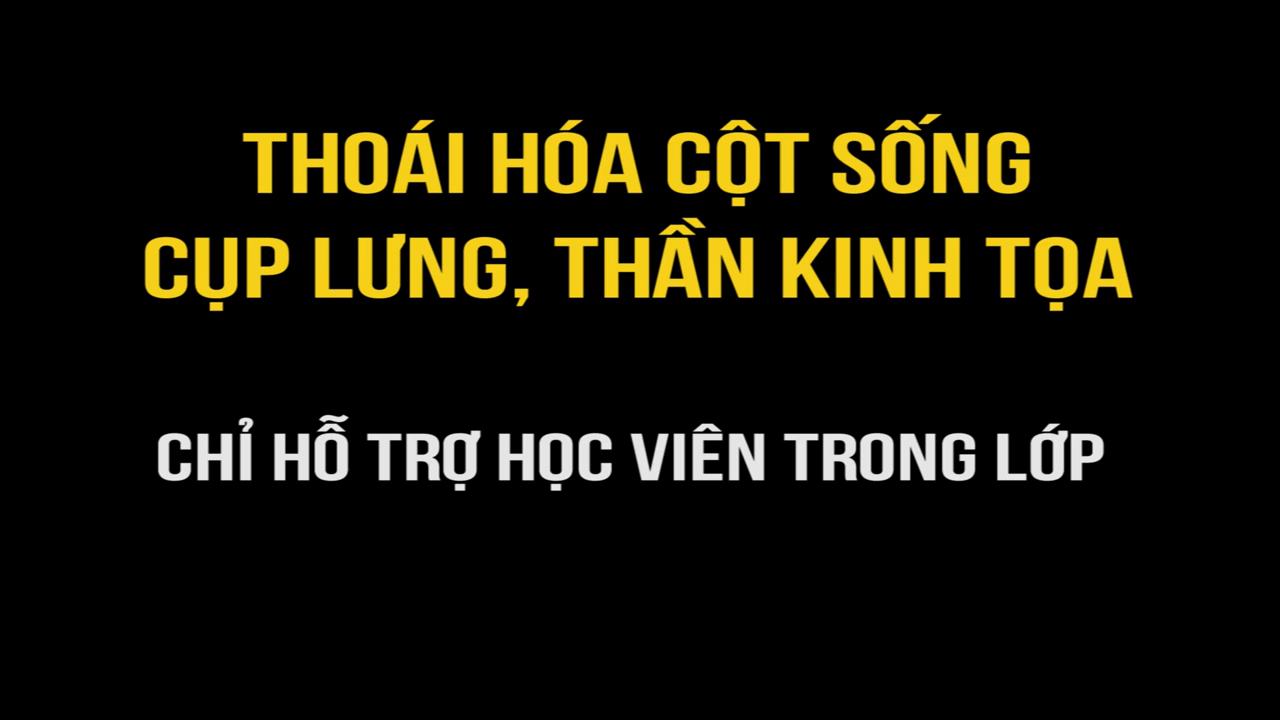 THOÁI HÓA CỘT SỐNG
CỤP LƯNG, THẦN KINH TỌA
CHỈ HỖ TRỢ HỌC VIÊN TRONG LỚP